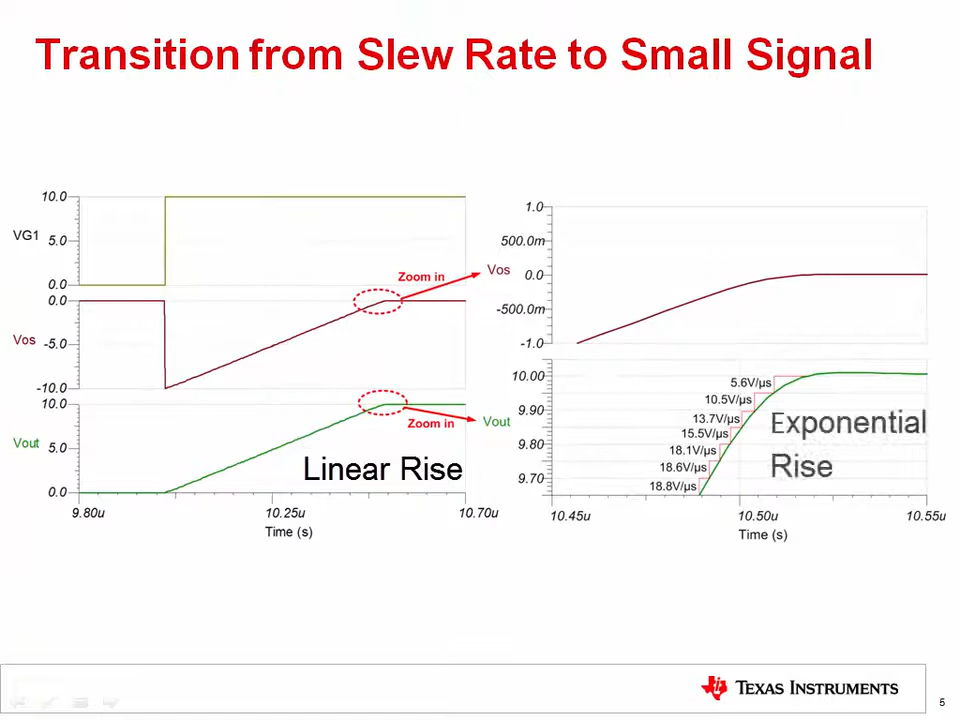 Transition from Slew Rate to Small Signal
10.0
VG1 5.0
0.0
0.0
Vos -5.0
-10.0
10.0
Vout 5.0
0.0
Zoom in
Zoom in
Linear Rise
9.80u 10.25u 10.70u
Time (s)
1.0
500.0m
Vos 0.0
-500.0m
-1.0
Vout
10.00
9.90
9.80
9.70
5.6V/µs
10.5V/µs
13.7V/µs
15.5V/µs
18.1V/µs
18.6V/µs
18.8V/µs
Exponential
Rise
10.45u 10.50u 10.55u
Time (s)
TEXAS INSTRUMENTS
5